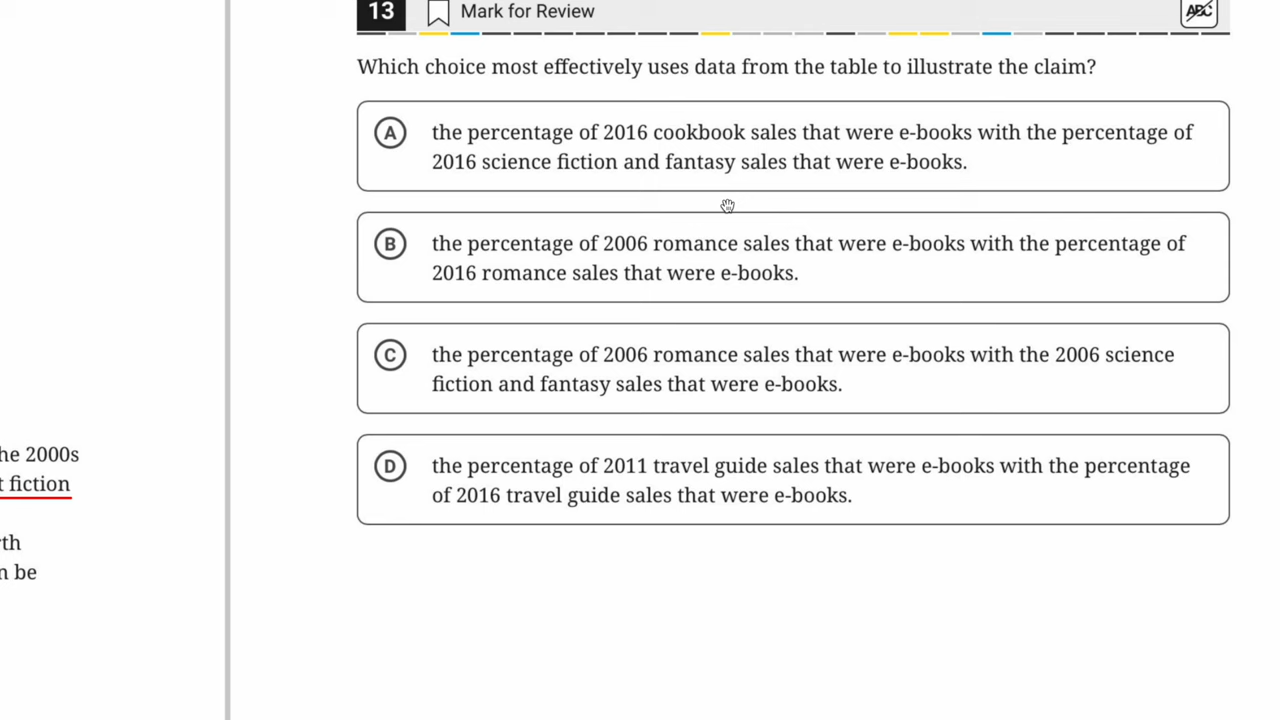 13 Mark for Review ABC
Which choice most effectively uses data from the table to illustrate the claim?
A the percentage of 2016 cookbook sales that were e-books with the percentage of
2016 science fiction and fantasy sales that were e-books.
B the percentage of 2006 romance sales that were e-books with the percentage of
2016 romance sales that were e-books.
C the percentage of 2006 romance sales that were e-books with the 2006 science
fiction and fantasy sales that were e-books.
D the percentage of 2011 travel guide sales that were e-books with the percentage
of 2016 travel guide sales that were e-books.
he 2000s
t fiction
rth
n be